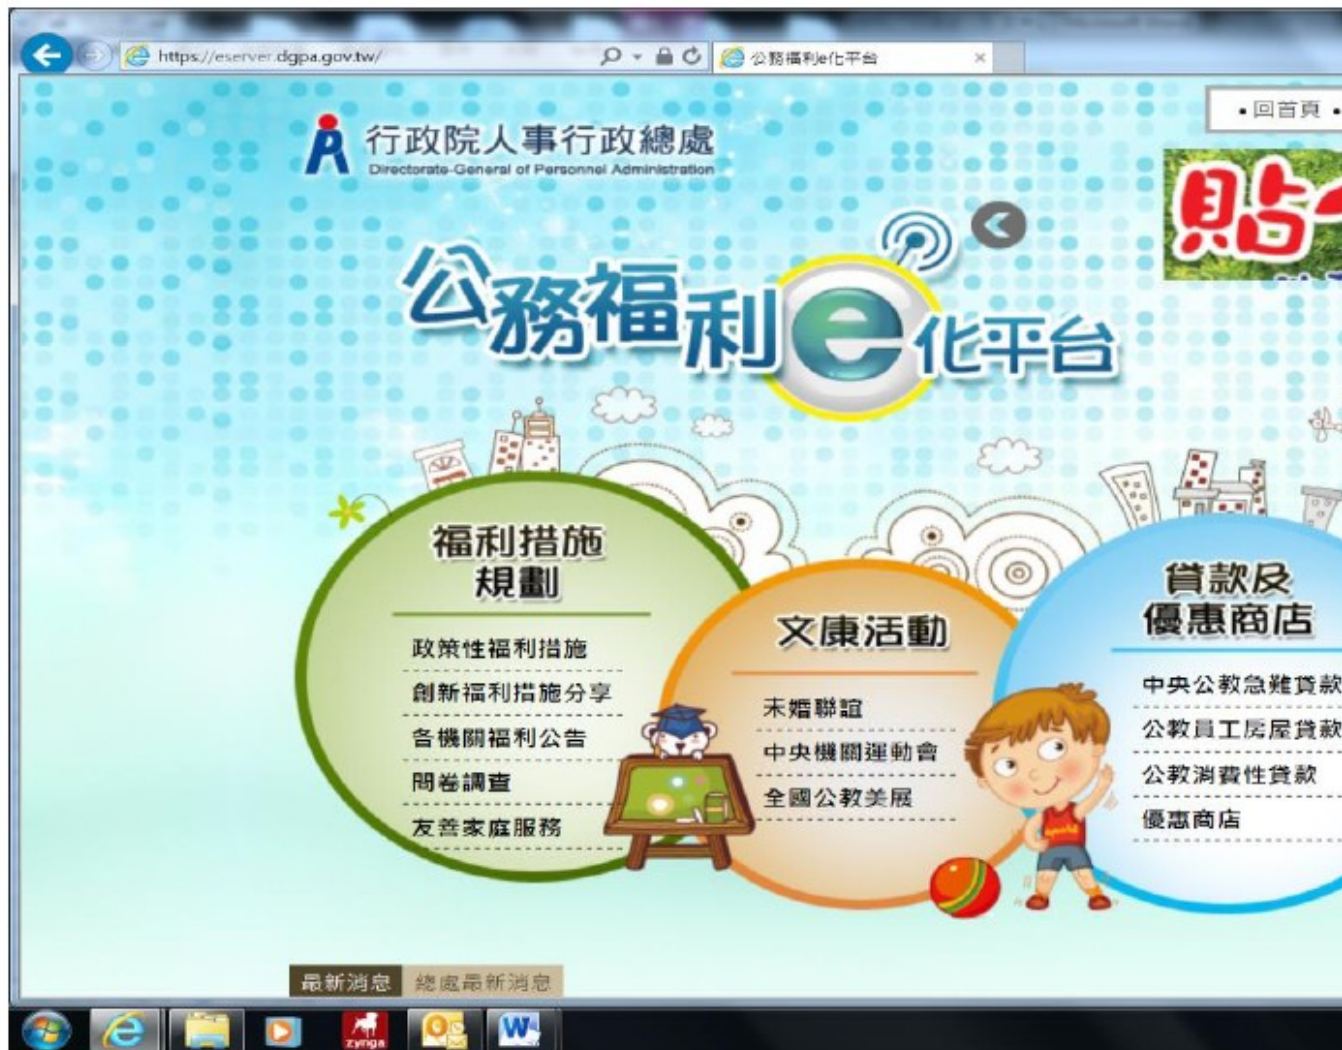 https://eserver.dgpa.gov.tw/
公務福利e化平台
•回首頁 •
行政院人事行政總處
Directorate-General of Personnel Administration
貼
公務福利e化平台
福利措施
規劃
政策性福利措施
創新福利措施分享
各機關福利公告
問卷調查
友善家庭服務
文康活動
未婚聯誼
中央機關運動會
全國公教美展
貸款及
優惠商店
中央公教急難貸款
公教員工房屋貸款
公教消費性貸款
優惠商店
最新消息
總處最新消息
zynga